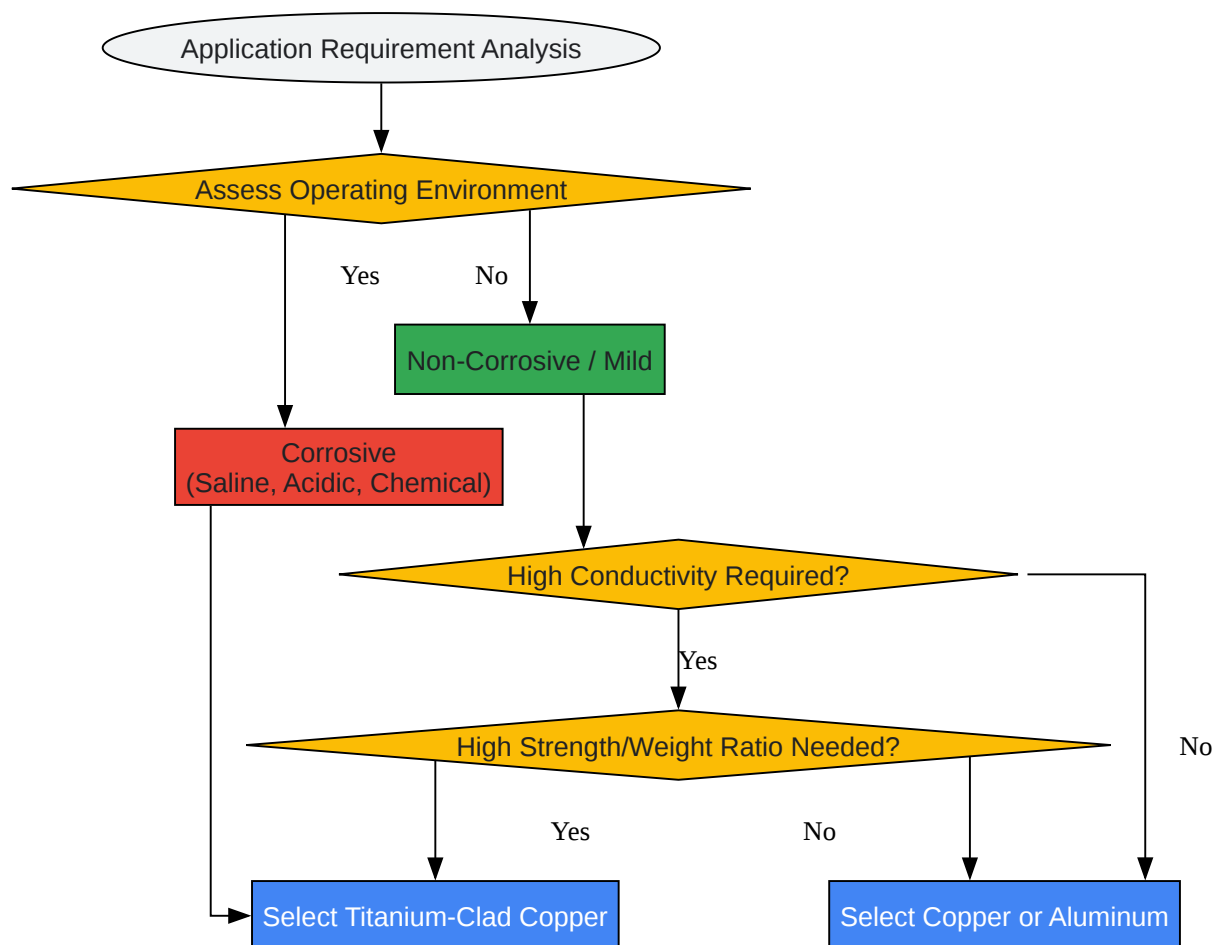 Application Requirement Analysis
Assess Operating Environment
Yes
No
Non-Corrosive / Mild
Corrosive
(Saline, Acidic, Chemical)
High Conductivity Required?
Yes
High Strength/Weight Ratio Needed?
No
Yes
No
Select Titanium-Clad Copper
Select Copper or Aluminum